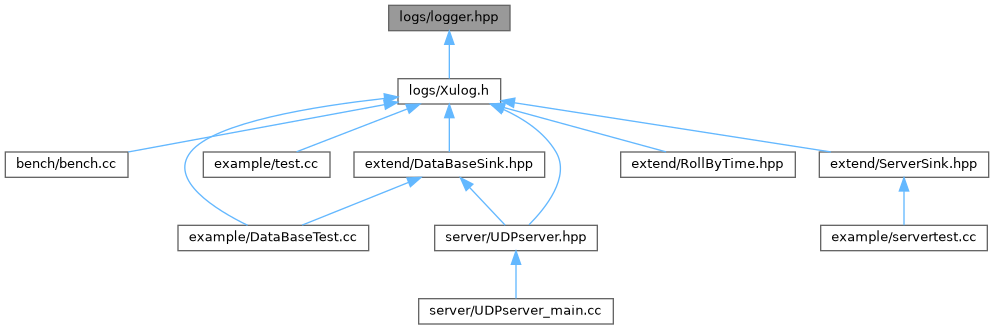 logs/logger.hpp
logs/Xulog.h
bench/bench.cc
example/test.cc
extend/DataBaseSink.hpp
extend/RollByTime.hpp
extend/ServerSink.hpp
example/DataBaseTest.cc
server/UDPserver.hpp
example/servertest.cc
server/UDPserver_main.cc